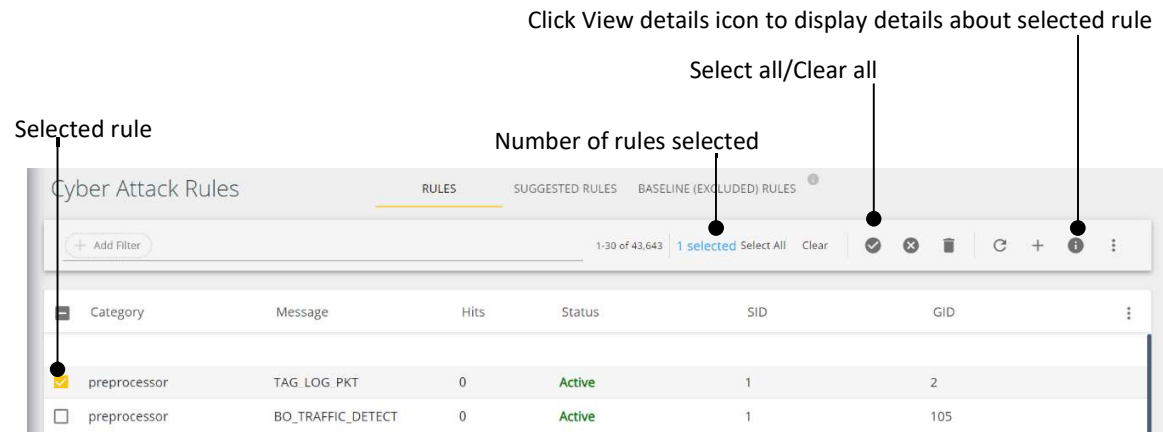 Click View details icon to display details about selected rule
Select all/Clear all
Selected rule
Number of rules selected
Cyber Attack Rules RULES SUGGESTED RULES BASELINE (EXCLUDED) RULES
+ Add Filter 1-30 of 43,643 1 selected Select All Clear
Category Message Hits Status SID GID
preprocessor TAG_LOG_PKT 0 Active 1 2
preprocessor BO_TRAFFIC_DETECT 0 Active 1 105